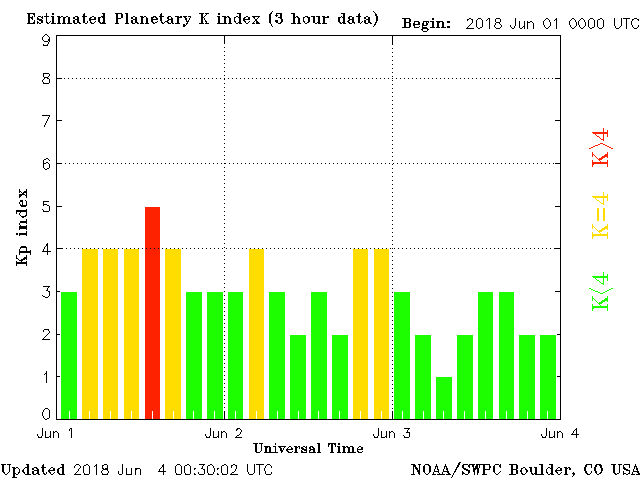 Estimated Planetary K index (3 hour data)
Begin: 2018 Jun 01 0000 UTC
9
8
7
6
5
4
3
2
1
0
Kp index
K>4
K=4
K<4
Jun 1
Jun 2
Jun 3
Jun 4
Universal Time
Updated 2018 Jun 4 00:30:02 UTC
NOAA/SWPC Boulder, CO USA